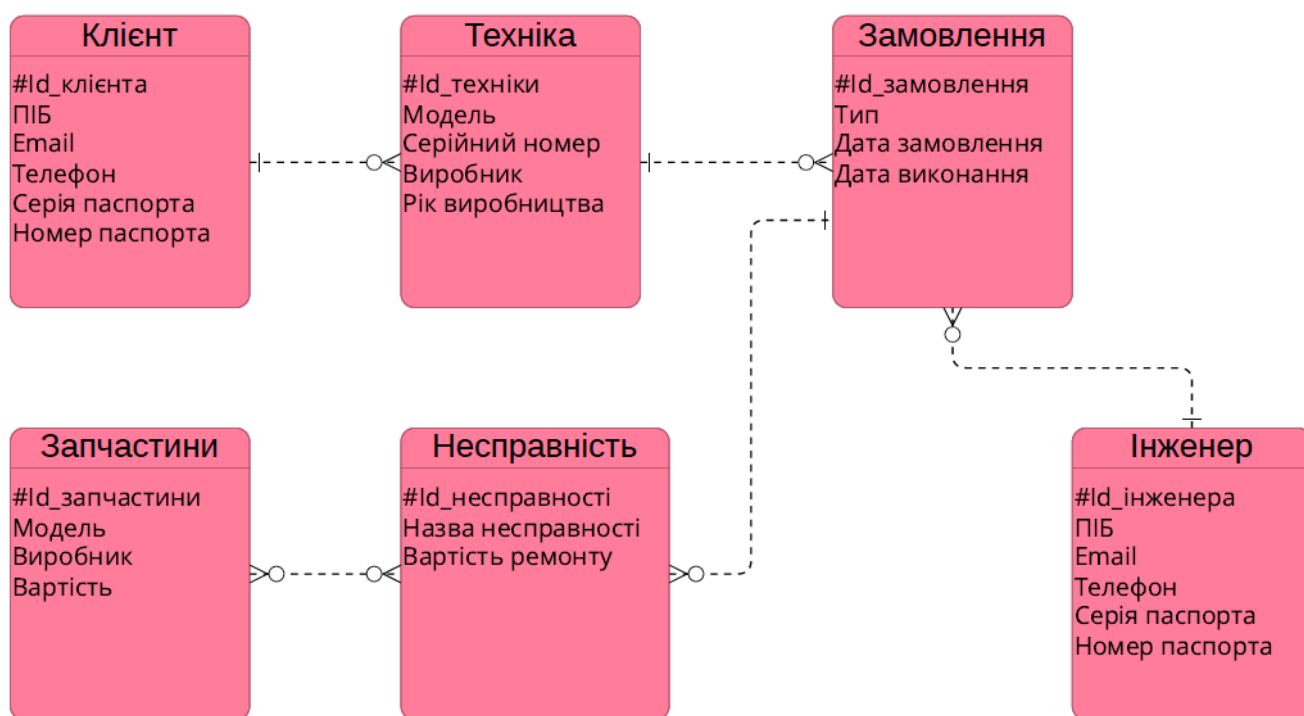 Клієнт
#Id_клієнта
ПІБ
Email
Телефон
Серія паспорта
Номер паспорта
Техніка
#Id_техніки
Модель
Серійний номер
Виробник
Рік виробництва
Замовлення
#Id_замовлення
Тип
Дата замовлення
Дата виконання
Запчастини
#Id_запчастини
Модель
Виробник
Вартість
Несправність
#Id_несправності
Назва несправності
Вартість ремонту
Інженер
#Id_інженера
ПІБ
Email
Телефон
Серія паспорта
Номер паспорта